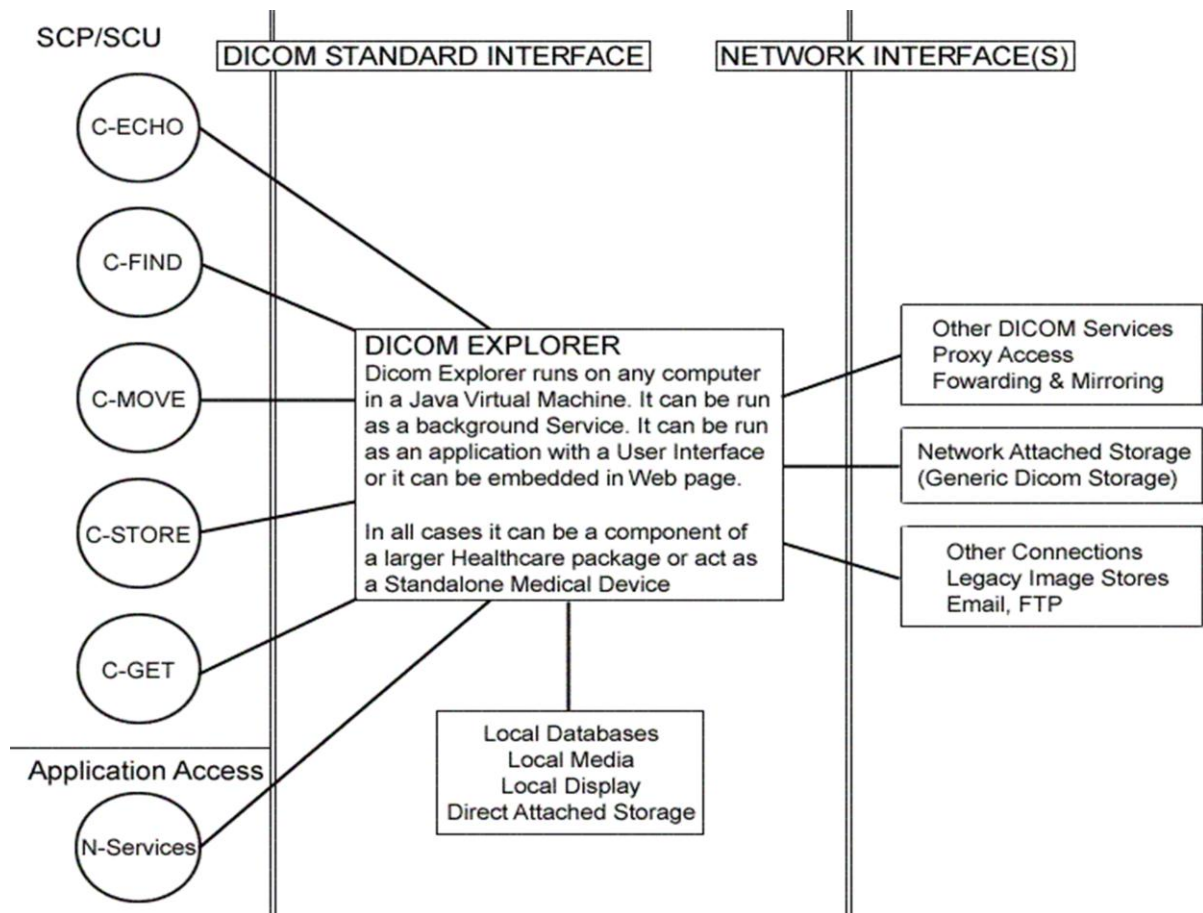 SCP/SCU
DICOM STANDARD INTERFACE
NETWORK INTERFACE(S)
C-ECHO
C-FIND
C-MOVE
C-STORE
C-GET
Application Access
N-Services
DICOM EXPLORER
Dicom Explorer runs on any computer
in a Java Virtual Machine. It can be run
as a background Service. It can be run
as an application with a User Interface
or it can be embedded in Web page.
In all cases it can be a component of
a larger Healthcare package or act as
a Standalone Medical Device
Local Databases
Local Media
Local Display
Direct Attached Storage
Other DICOM Services
Proxy Access
Fowarding & Mirroring
Network Attached Storage
(Generic Dicom Storage)
Other Connections
Legacy Image Stores
Email, FTP